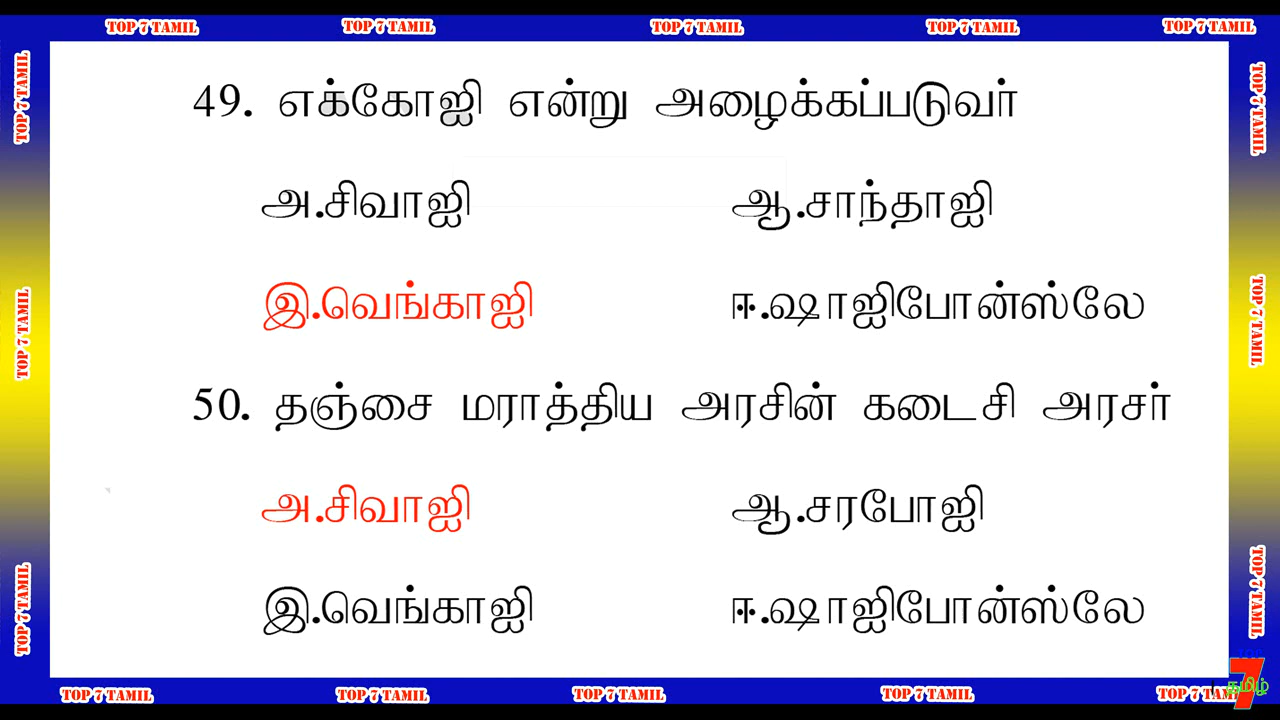 TOP 7 TAMIL TOP 7 TAMIL TOP 7 TAMIL TOP 7 TAMIL TOP 7 TAMIL
TOP 7 TAMIL
TOP 7 TAMIL
49. எக்கோஜி என்று அழைக்கப்படுவர்
அ.சிவாஜி ஆ.சாந்தாஜி
இ.வெங்காஜி ஈ.ஷாஜிபோன்ஸ்லே
TOP 7 TAMIL
TOP 7 TAMIL
50. தஞ்சை மராத்திய அரசின் கடைசி அரசர்
அ.சிவாஜி ஆ.சரபோஜி
இ.வெங்காஜி ஈ.ஷாஜிபோன்ஸ்லே
TOP 7 TAMIL
TOP 7 TAMIL
TOP 7 TAMIL TOP 7 TAMIL TOP 7 TAMIL TOP 7 TAMIL TOP 7 TAMIL
TOP
7
தமிழ்